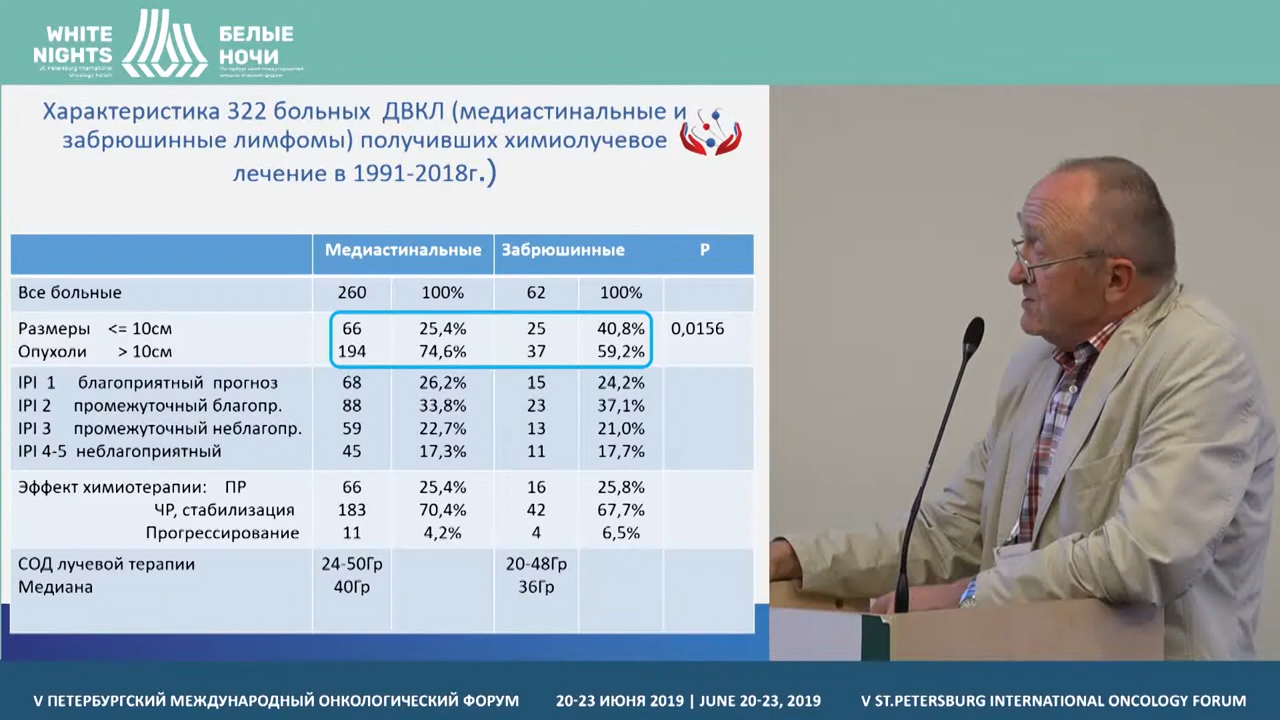 WHITE NIGHTS
St. Petersburg International Oncology Forum
БЕЛЫЕ НОЧИ
Характеристика 322 больных ДВКЛ (медиастинальные и
забрюшинные лимфомы) получивших химиолучевое
лечение в 1991-2018г.)
Медиастинальные Забрюшинные P
Все больные 260 100% 62 100%
Размеры <= 10см 66 25,4% 25 40,8% 0,0156
Опухоли > 10см 194 74,6% 37 59,2%
IPI 1 благоприятный прогноз 68 26,2% 15 24,2%
IPI 2 промежуточный благопр. 88 33,8% 23 37,1%
IPI 3 промежуточный неблагопр. 59 22,7% 13 21,0%
IPI 4-5 неблагоприятный 45 17,3% 11 17,7%
Эффект химиотерапии: ПР 66 25,4% 16 25,8%
ЧР, стабилизация 183 70,4% 42 67,7%
Прогрессирование 11 4,2% 4 6,5%
СОД лучевой терапии 24-50Гр 20-48Гр
Медиана 40Гр 36Гр
V ПЕТЕРБУРГСКИЙ МЕЖДУНАРОДНЫЙ ОНКОЛОГИЧЕСКИЙ ФОРУМ 20-23 ИЮНЯ 2019 | JUNE 20-23, 2019 V ST.PETERSBURG INTERNATIONAL ONCOLOGY FORUM